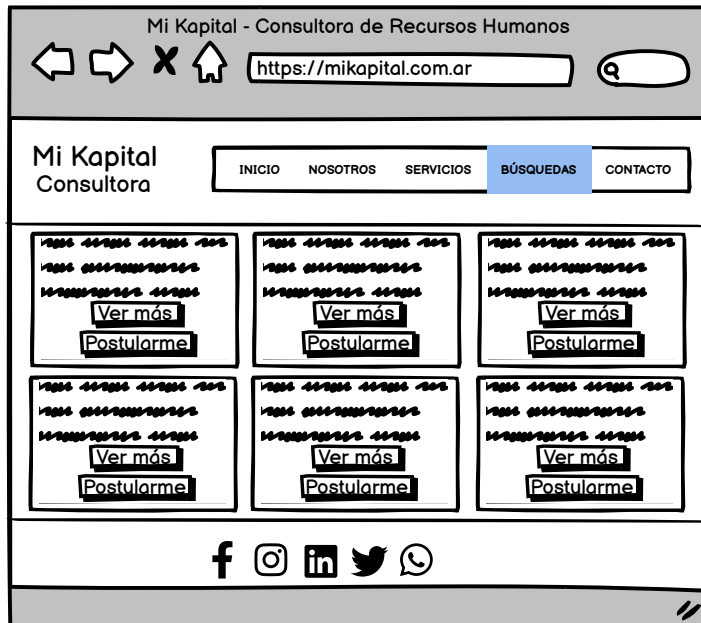 Mi Kapital - Consultora de Recursos Humanos
https://mikapital.com.ar
Mi Kapital
Consultora
INICIO NOSOTROS SERVICIOS BÚSQUEDAS CONTACTO
Ver más Ver más Ver más
Postularme Postularme Postularme
Ver más Ver más Ver más
Postularme Postularme Postularme